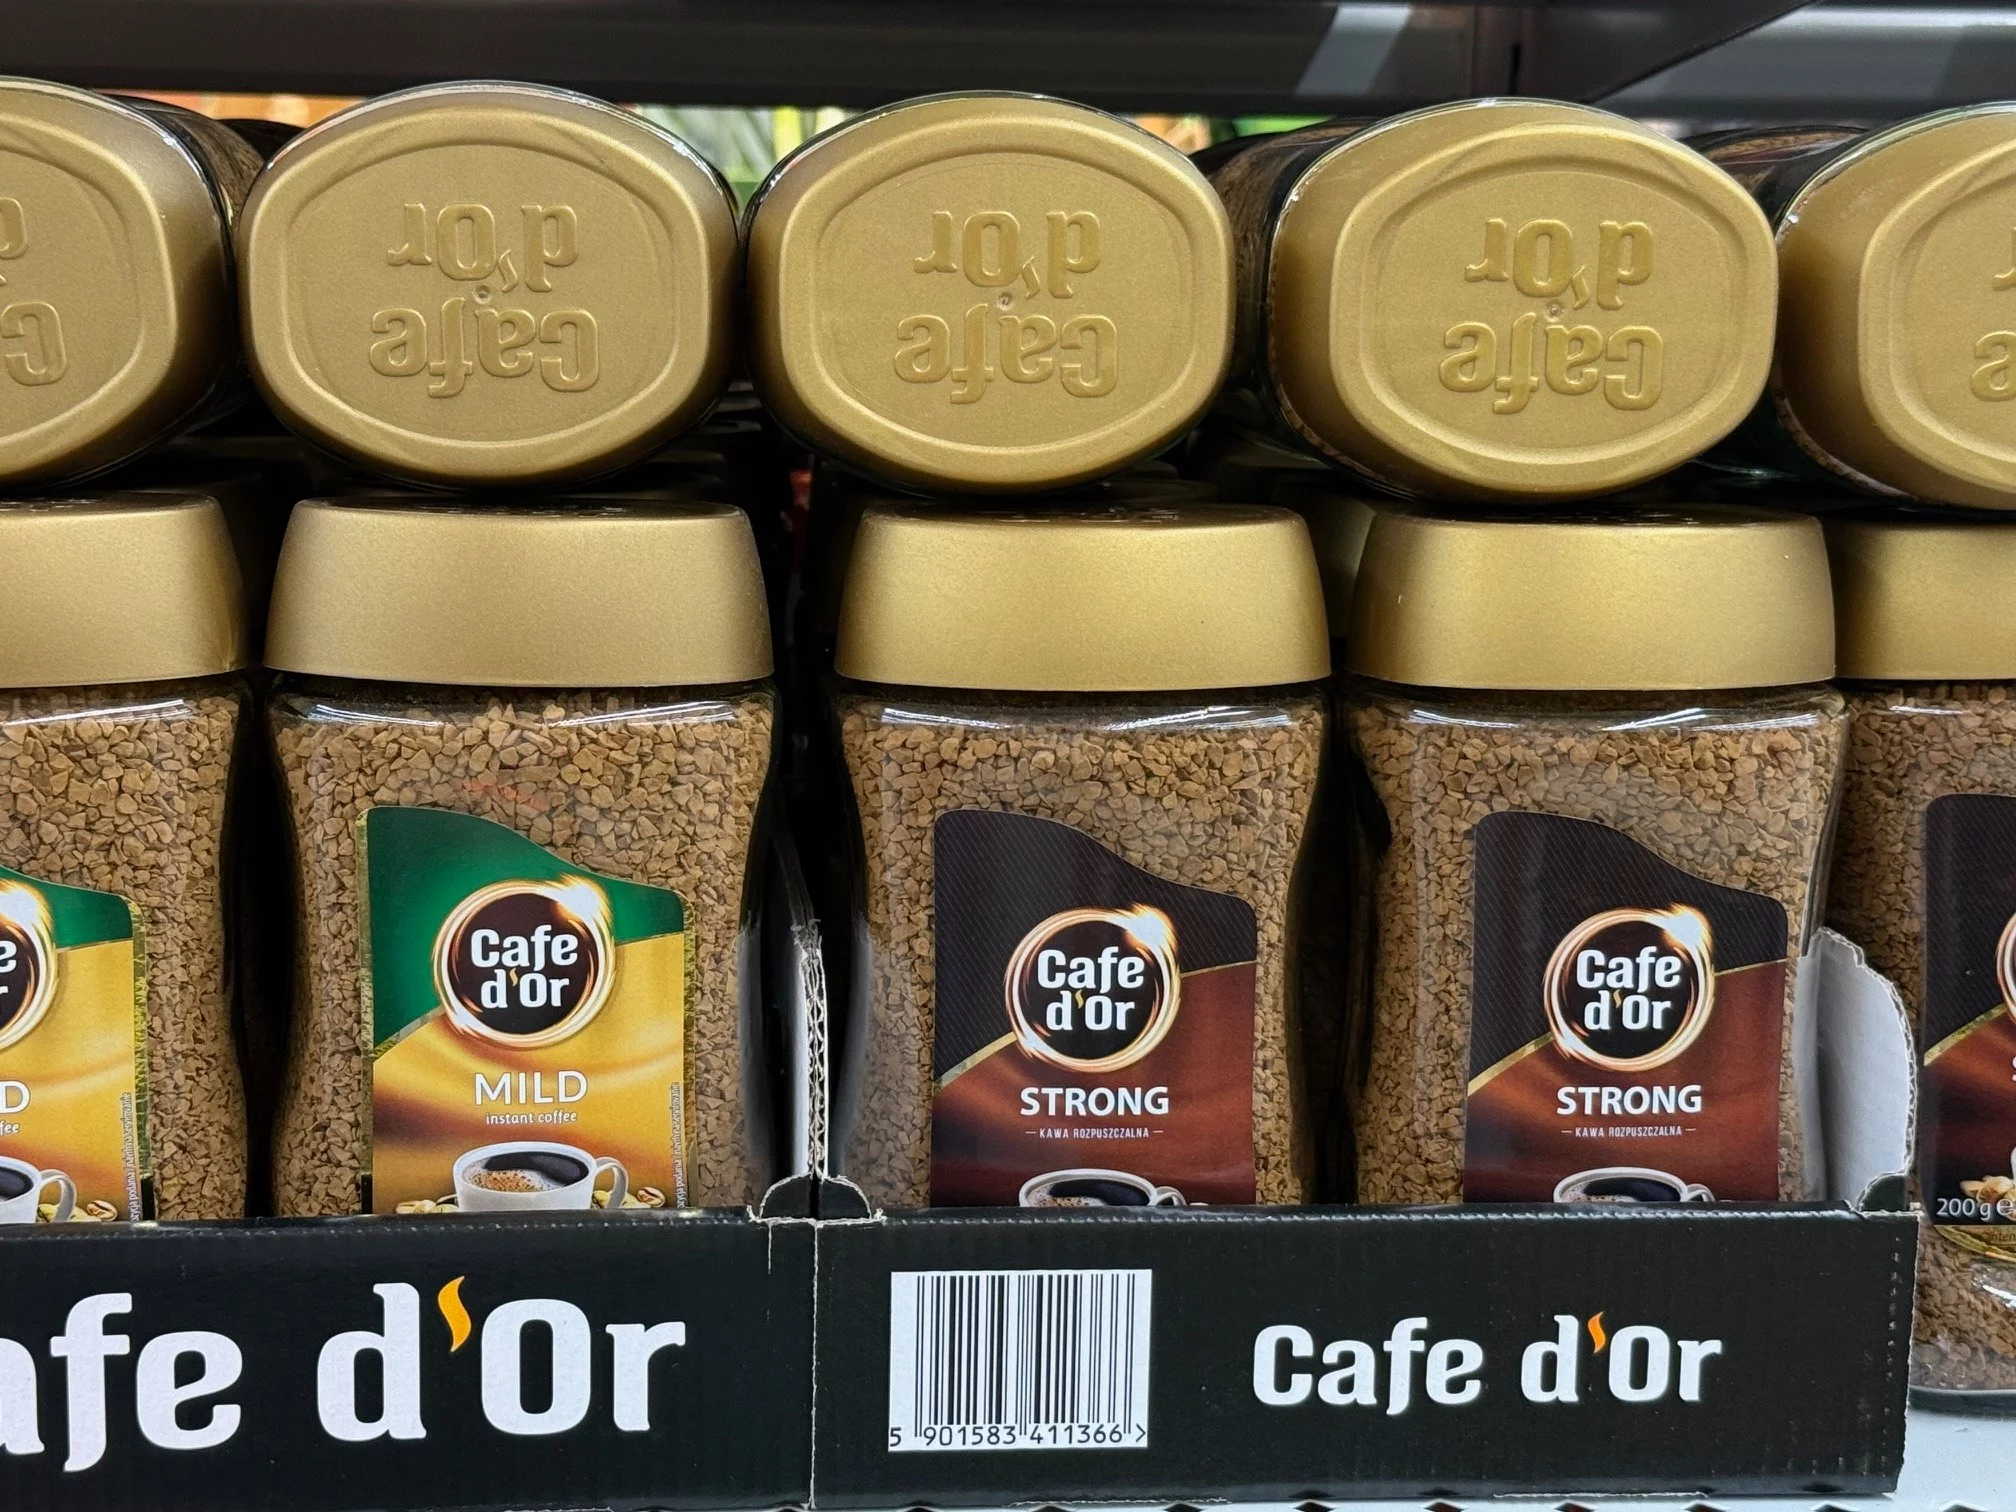 d'Or
Cafe
d'Or
Cafe
d'Or
Cafe
Cafe
d'Or
MILD
instant coffee
Cafe
d'Or
STRONG
KAWA ROZPUSZCZALNA
Cafe
d'Or
STRONG
KAWA ROZPUSZCZALNA
200 g e
afe d'Or
5 901583 411366 >
Cafe d'Or